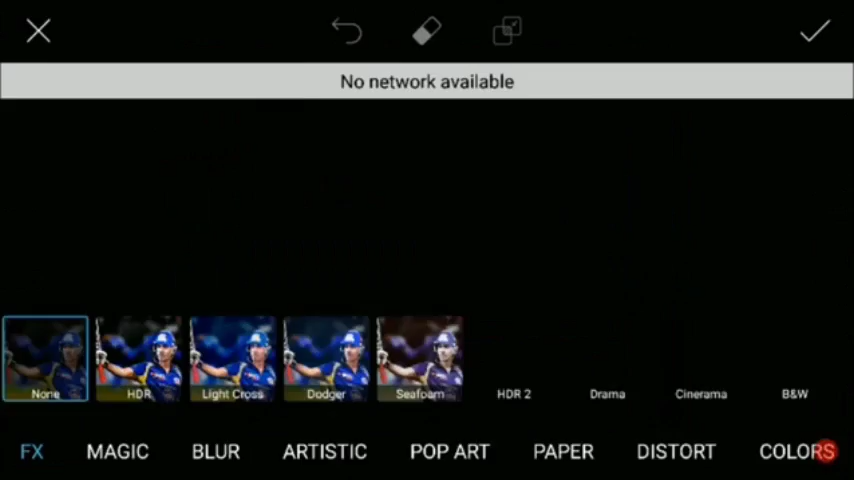 No network available
None
HDR
Light Cross
Dodger
Seafoam
HDR 2
Drama
Cinerama
B&W
FX
MAGIC
BLUR
ARTISTIC
POP ART
PAPER
DISTORT
COLORS